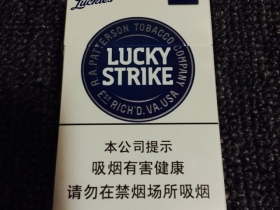 Luckies
R.A. PATTERSON TOBACCO COMPANY
LUCKY
STRIKE
EST RICH'D. VA. USA
本公司提示
吸烟有害健康
请勿在禁烟场所吸烟